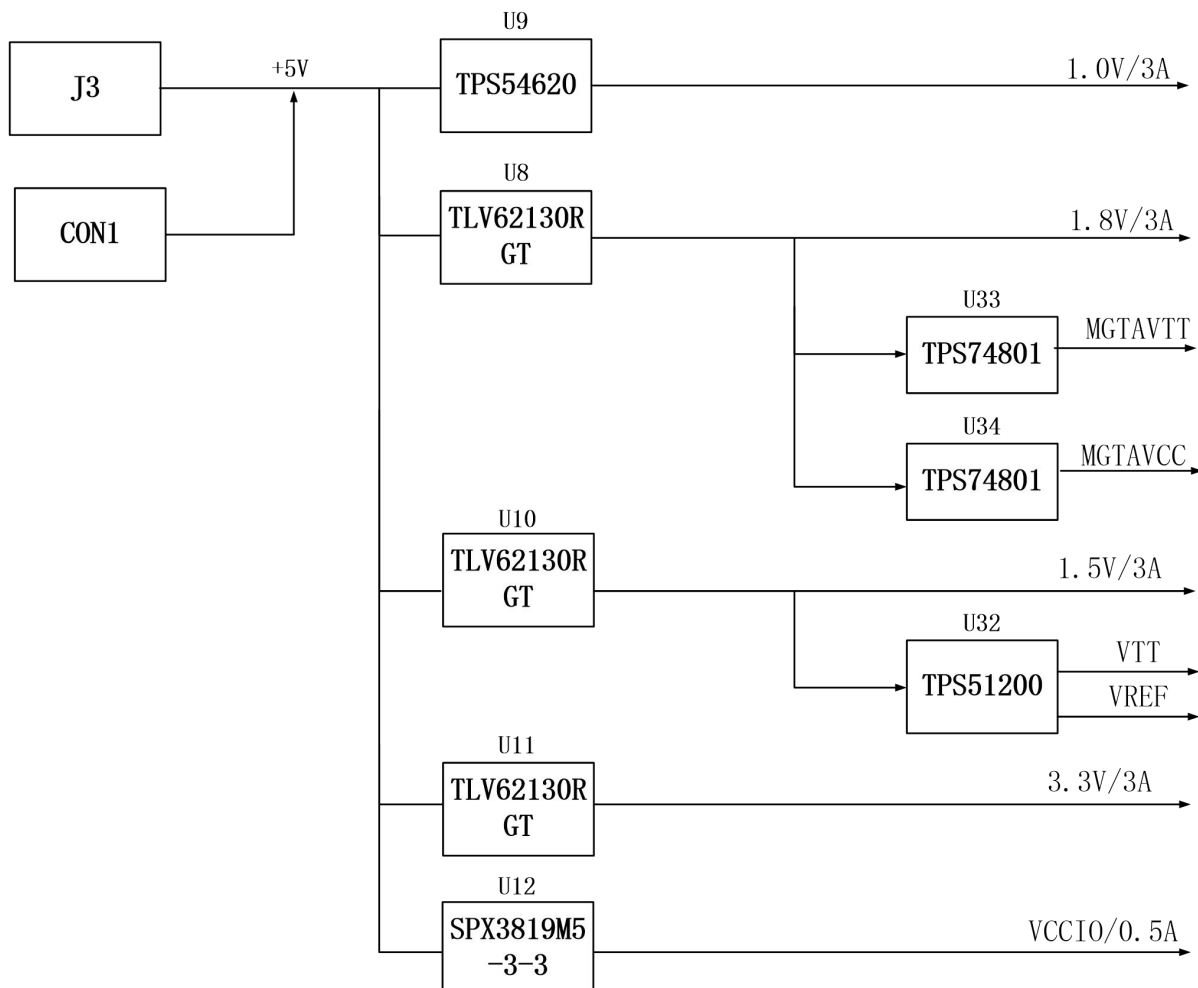 U9
J3
+5V
TPS54620
1.0V/3A
U8
CON1
TLV62130R
GT
1.8V/3A
U33
TPS74801
MGTAVTT
U34
TPS74801
MGTAVCC
U10
TLV62130R
GT
1.5V/3A
U32
TPS51200
VTT
VREF
U11
TLV62130R
GT
3.3V/3A
U12
SPX3819M5
-3-3
VCCIO/0.5A